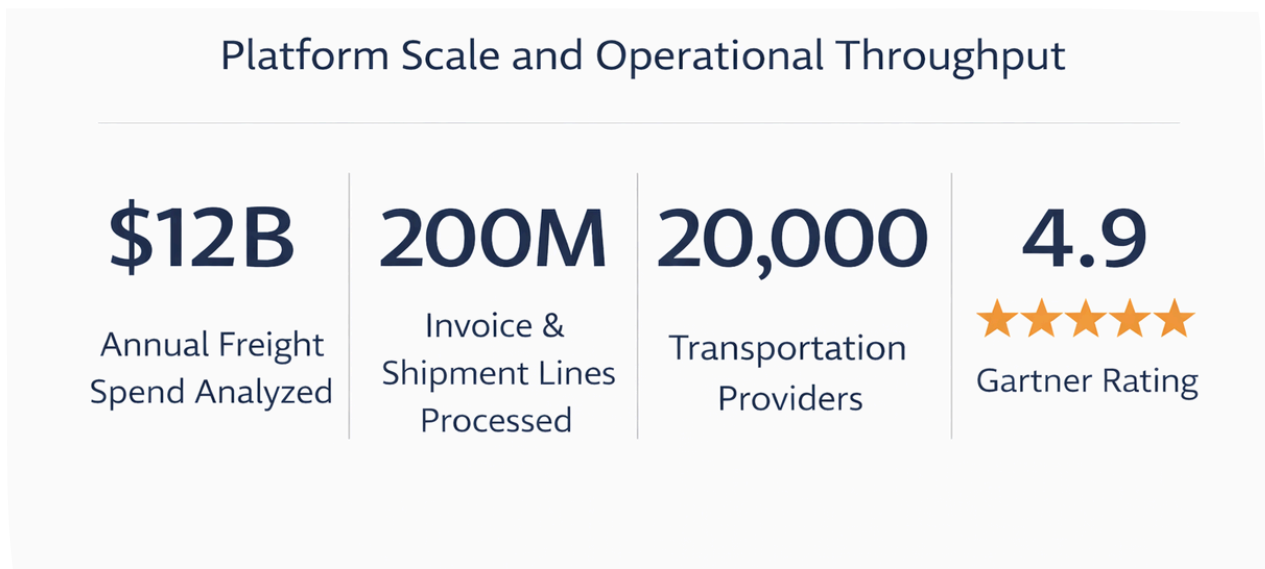 Platform Scale and Operational Throughput
$12B
Annual Freight
Spend Analyzed
200M
Invoice &
Shipment Lines
Processed
20,000
Transportation
Providers
4.9
Gartner Rating